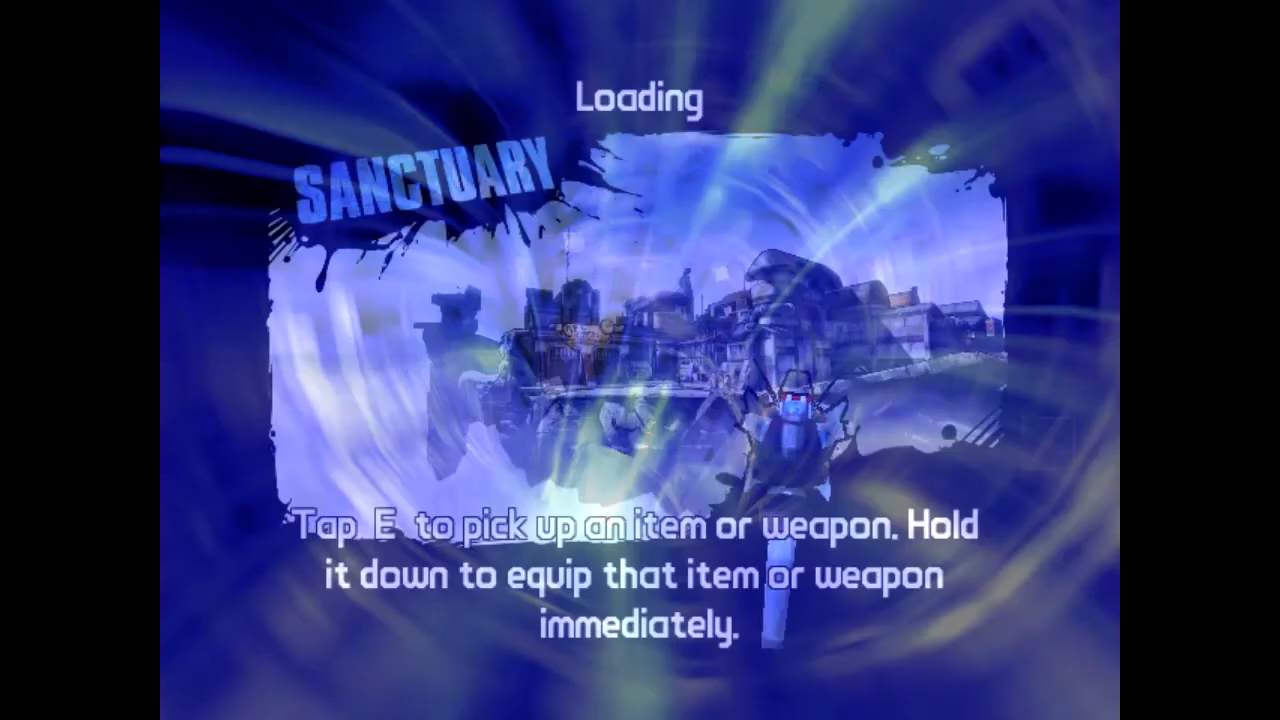 Loading
SANCTUARY
Tap E to pick up an item or weapon. Hold
it down to equip that item or weapon
immediately.